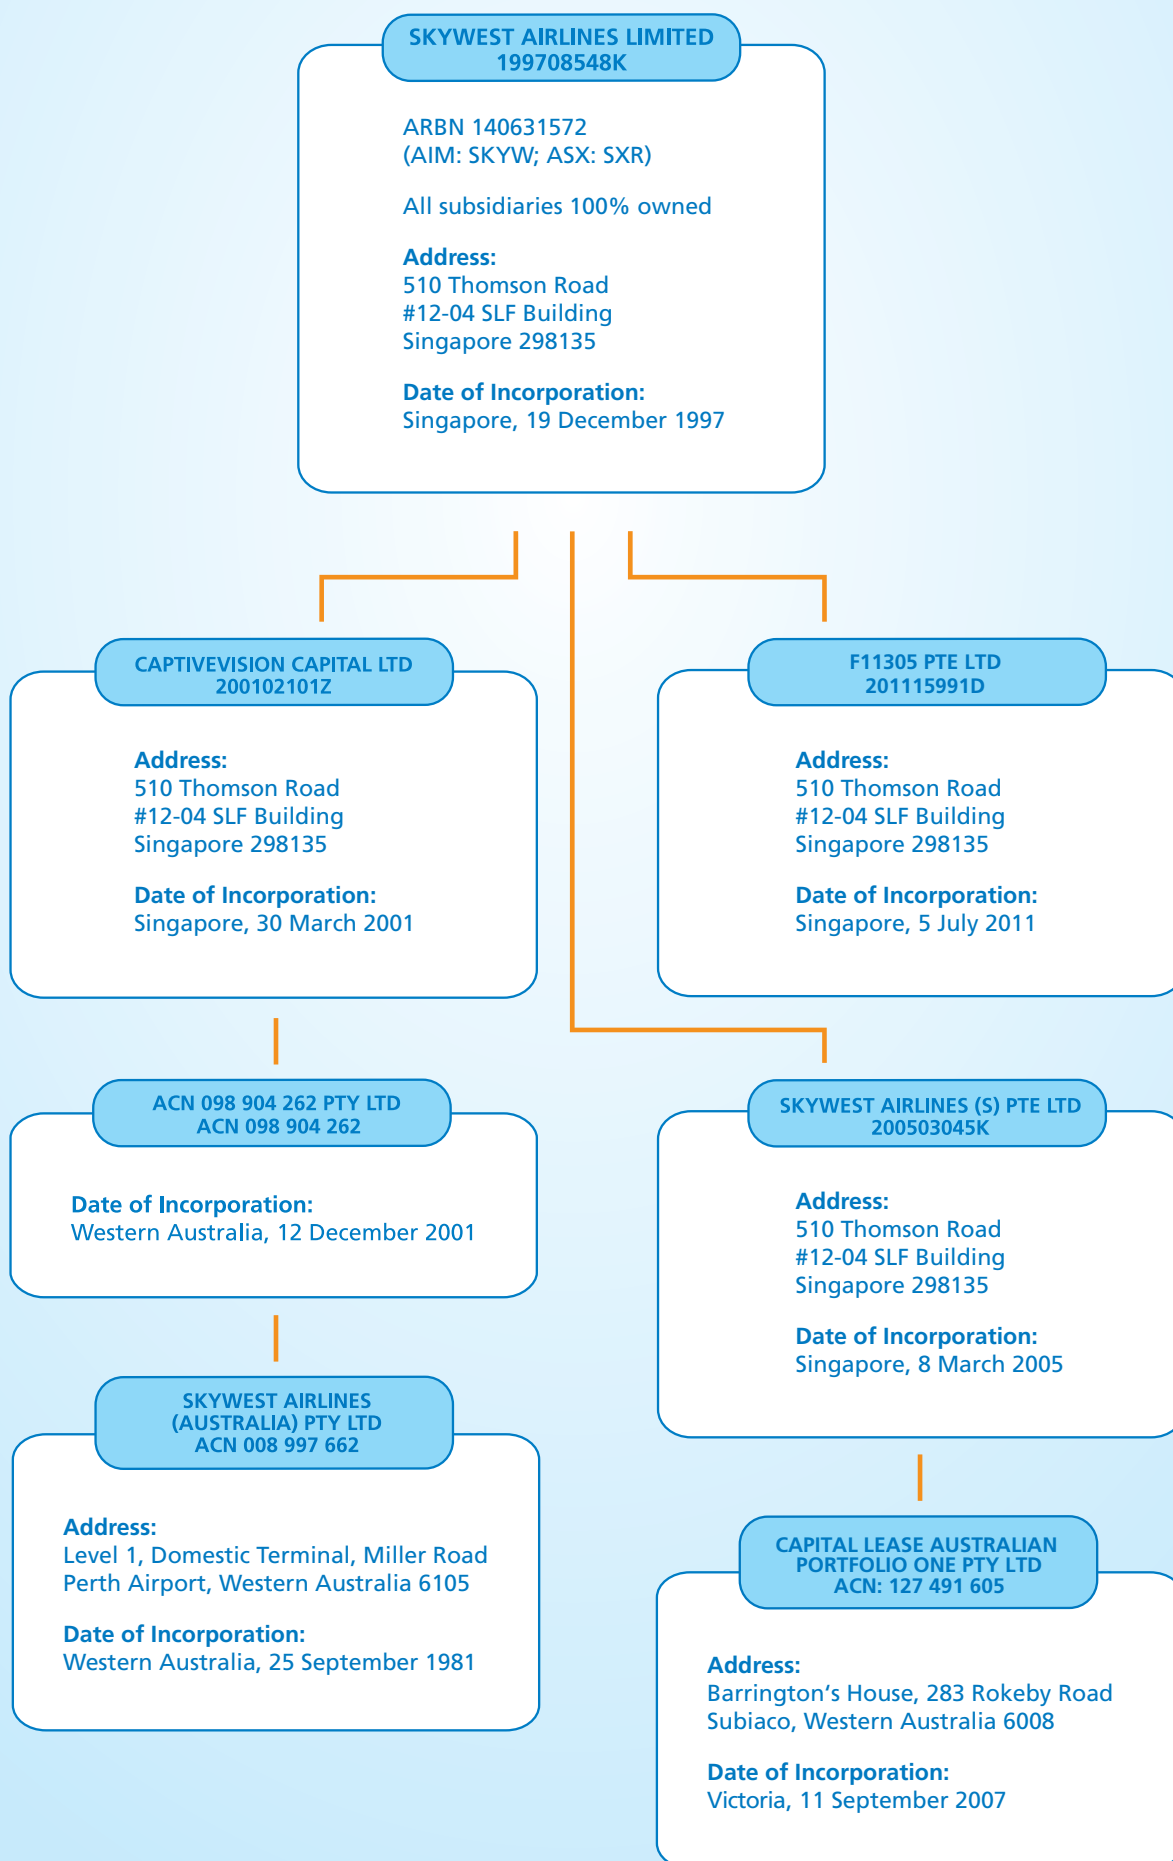 SKYWEST AIRLINES LIMITED
199708548K
ARBN 140631572
(AIM: SKYW; ASX: SXR)
All subsidiaries 100% owned
Address:
510 Thomson Road
#12-04 SLF Building
Singapore 298135
Date of Incorporation:
Singapore, 19 December 1997
CAPTIVEVISION CAPITAL LTD
200102101Z
Address:
510 Thomson Road
#12-04 SLF Building
Singapore 298135
Date of Incorporation:
Singapore, 30 March 2001
F11305 PTE LTD
201115991D
Address:
510 Thomson Road
#12-04 SLF Building
Singapore 298135
Date of Incorporation:
Singapore, 5 July 2011
ACN 098 904 262 PTY LTD
ACN 098 904 262
Date of Incorporation:
Western Australia, 12 December 2001
SKYWEST AIRLINES (S) PTE LTD
200503045K
Address:
510 Thomson Road
#12-04 SLF Building
Singapore 298135
Date of Incorporation:
Singapore, 8 March 2005
SKYWEST AIRLINES
(AUSTRALIA) PTY LTD
ACN 008 997 662
Address:
Level 1, Domestic Terminal, Miller Road
Perth Airport, Western Australia 6105
Date of Incorporation:
Western Australia, 25 September 1981
CAPITAL LEASE AUSTRALIAN
PORTFOLIO ONE PTY LTD
ACN: 127 491 605
Address:
Barrington‘s House, 283 Rokeby Road
Subiaco, Western Australia 6008
Date of Incorporation:
Victoria, 11 September 2007